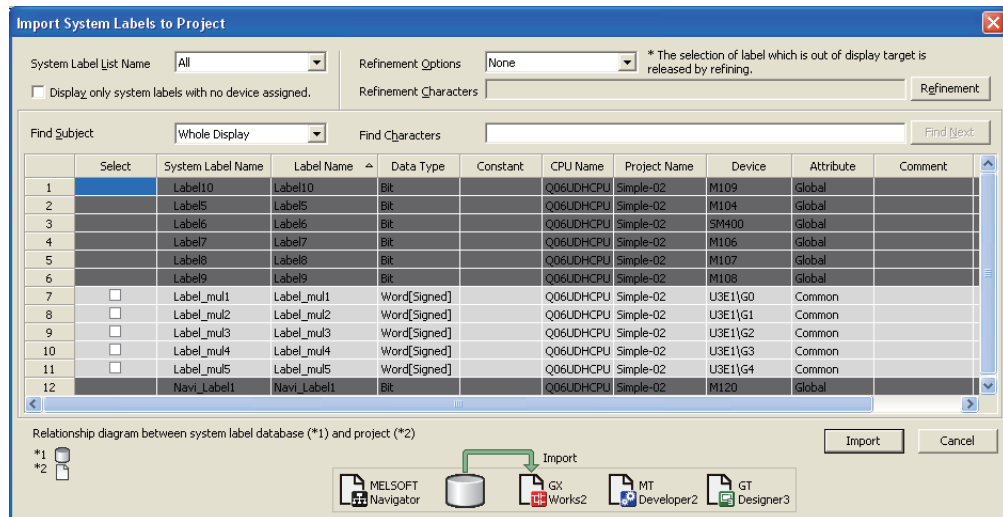 Import System Labels to Project
System Label List Name All Refinement Options None * The selection of label which is out of display target is
released by refining.
Display only system labels with no device assigned. Refinement Characters Refinement
Find Subject Whole Display Find Characters Find Next
Select System Label Name Label Name Data Type Constant CPU Name Project Name Device Attribute Comment
1 Label10 Label10 Bit Q06UDHCPU Simple-02 M109 Global
2 Label5 Label5 Bit Q06UDHCPU Simple-02 M104 Global
3 Label6 Label6 Bit Q06UDHCPU Simple-02 SM400 Global
4 Label7 Label7 Bit Q06UDHCPU Simple-02 M106 Global
5 Label8 Label8 Bit Q06UDHCPU Simple-02 M107 Global
6 Label9 Label9 Bit Q06UDHCPU Simple-02 M108 Global
7 Label_mul1 Label_mul1 Word[Signed] Q06UDHCPU Simple-02 U3E1\G0 Common
8 Label_mul2 Label_mul2 Word[Signed] Q06UDHCPU Simple-02 U3E1\G1 Common
9 Label_mul3 Label_mul3 Word[Signed] Q06UDHCPU Simple-02 U3E1\G2 Common
10 Label_mul4 Label_mul4 Word[Signed] Q06UDHCPU Simple-02 U3E1\G3 Common
11 Label_mul5 Label_mul5 Word[Signed] Q06UDHCPU Simple-02 U3E1\G4 Common
12 Navi_Label1 Navi_Label1 Bit Q06UDHCPU Simple-02 M120 Global
Relationship diagram between system label database (*1) and project (*2)
Import Cancel
*1
*2
Import
MELSOFT
Navigator
GX
Works2
MT
Developer2
GT
Designer3